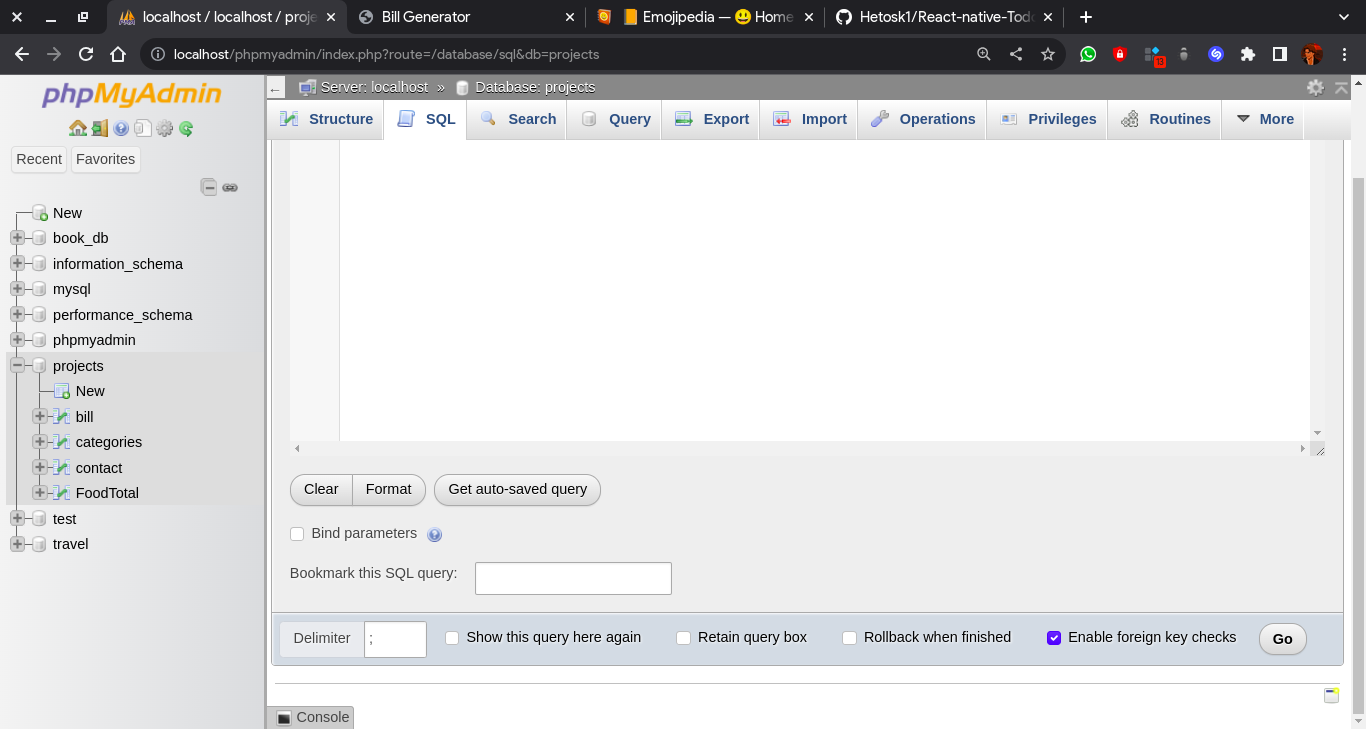 localhost / localhost / proje
Bill Generator
Emojipedia — 😃 Home
Hetosk1/React-native-Todo
localhost/phpmyadmin/index.php?route=/database/sql&db=projects
13
phpMyAdmin
Server: localhost » Database: projects
Structure
SQL
Search
Query
Export
Import
Operations
Privileges
Routines
More
Recent
Favorites
New
book_db
information_schema
mysql
performance_schema
phpmyadmin
projects
New
bill
categories
contact
FoodTotal
test
travel
Clear
Format
Get auto-saved query
Bind parameters
Bookmark this SQL query:
Delimiter ;
Show this query here again
Retain query box
Rollback when finished
Enable foreign key checks
Go
Console